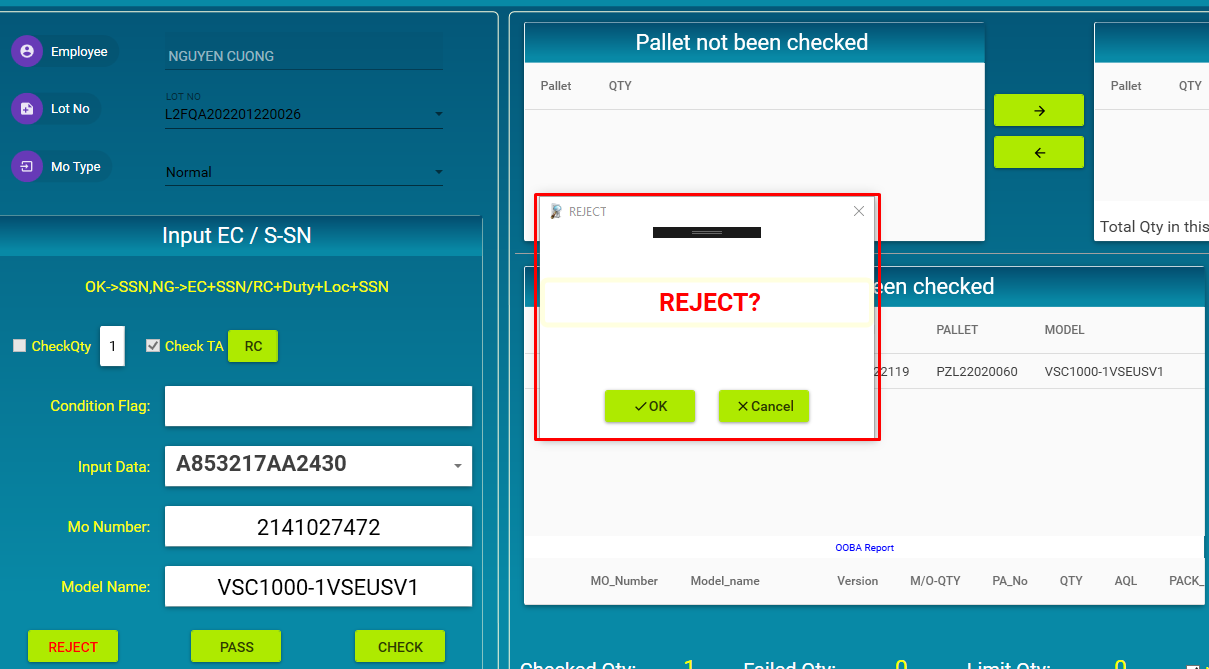 Employee
NGUYEN CUONG
Lot No
LOT NO
L2FQA202201220026
Mo Type
Normal
Input EC / S-SN
OK->SSN,NG->EC+SSN/RC+Duty+Loc+SSN
CheckQty
1
Check TA
RC
Condition Flag:
Input Data:
A853217AA2430
Mo Number:
2141027472
Model Name:
VSC1000-1VSEUSV1
REJECT
PASS
CHECK
Pallet not been checked
Pallet QTY
Pallet QTY
Total Qty in this
REJECT
REJECT?
OK
Cancel
een checked
PALLET MODEL
22119 PZL22020060 VSC1000-1VSEUSV1
OOBA Report
MO_Number Model_name Version M/O-QTY PA_No QTY AQL PACK_
Checked Qty: 1 Failed Qty: 0 Limit Qty: 0